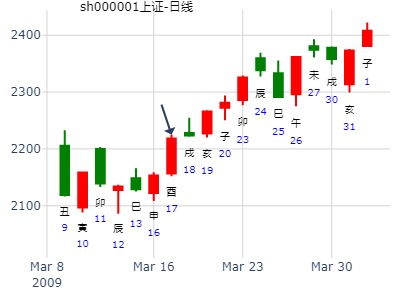 sh000001上证-日线
2400
2300
2200
2100
丑
9
寅
10
卯
11
辰
12
巳
13
申
16
酉
17
戌
18
亥
19
子
20
卯
23
辰
24
巳
25
午
26
未
27
戌
30
亥
31
子
1
Mar 8
2009
Mar 16
Mar 23
Mar 30